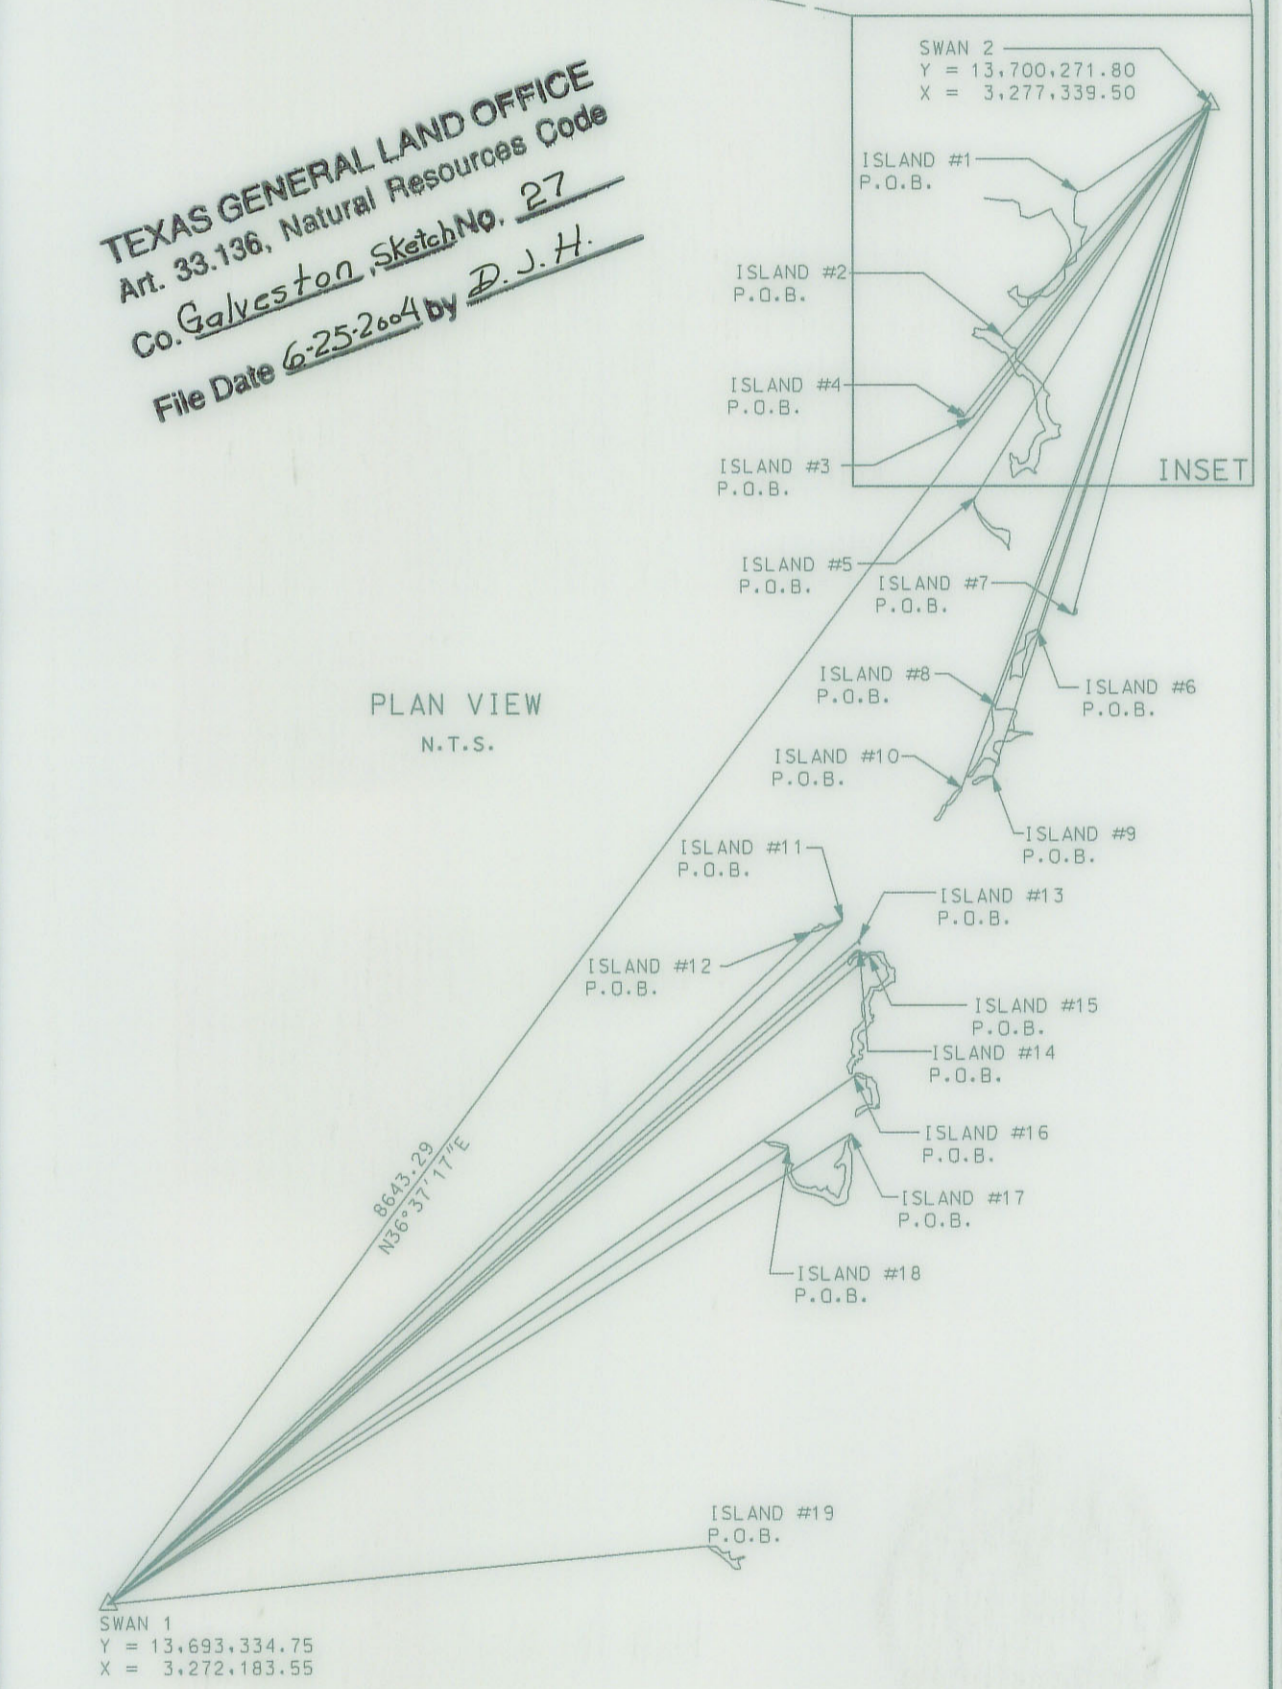 TEXAS GENERAL LAND OFFICE
Art. 33.136, Natural Resources Code
Co. Galveston, Sketch No. 27
File Date 6-25-2004 by D. J. H.
SWAN 2
Y = 13,700,271.80
X = 3,277,339.50
ISLAND #1
P.O.B.
ISLAND #2
P.O.B.
ISLAND #4
P.O.B.
ISLAND #3
P.O.B.
INSET
ISLAND #5
P.O.B.
ISLAND #7
P.O.B.
ISLAND #8
P.O.B.
ISLAND #6
P.O.B.
PLAN VIEW
N.T.S.
ISLAND #10
P.O.B.
ISLAND #9
P.O.B.
ISLAND #11
P.O.B.
ISLAND #13
P.O.B.
ISLAND #12
P.O.B.
ISLAND #15
P.O.B.
ISLAND #14
P.O.B.
ISLAND #16
P.O.B.
8643.29
N36°37'17"E
ISLAND #17
P.O.B.
ISLAND #18
P.O.B.
ISLAND #19
P.O.B.
SWAN 1
Y = 13,693,334.75
X = 3,272,183.55